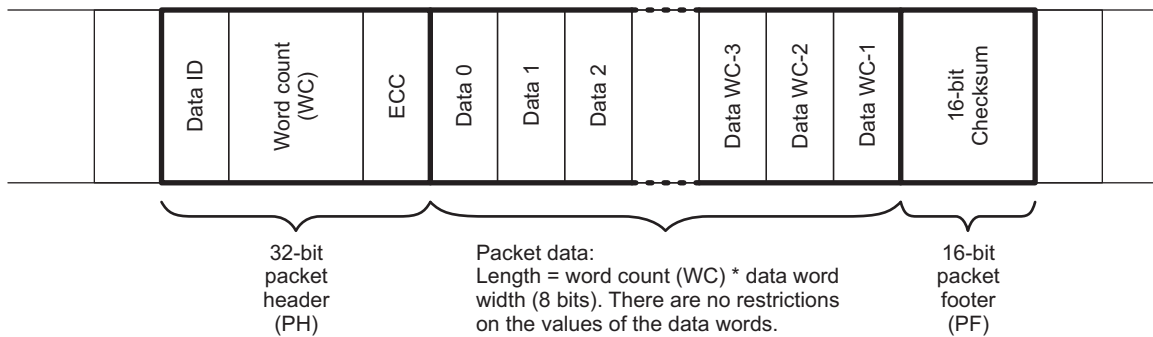 Data ID
Word count
(WC)
ECC
Data 0
Data 1
Data 2
Data WC-3
Data WC-2
Data WC-1
16-bit
Checksum
32-bit
packet
header
(PH)
Packet data:
Length = word count (WC) * data word
width (8 bits). There are no restrictions
on the values of the data words.
16-bit
packet
footer
(PF)